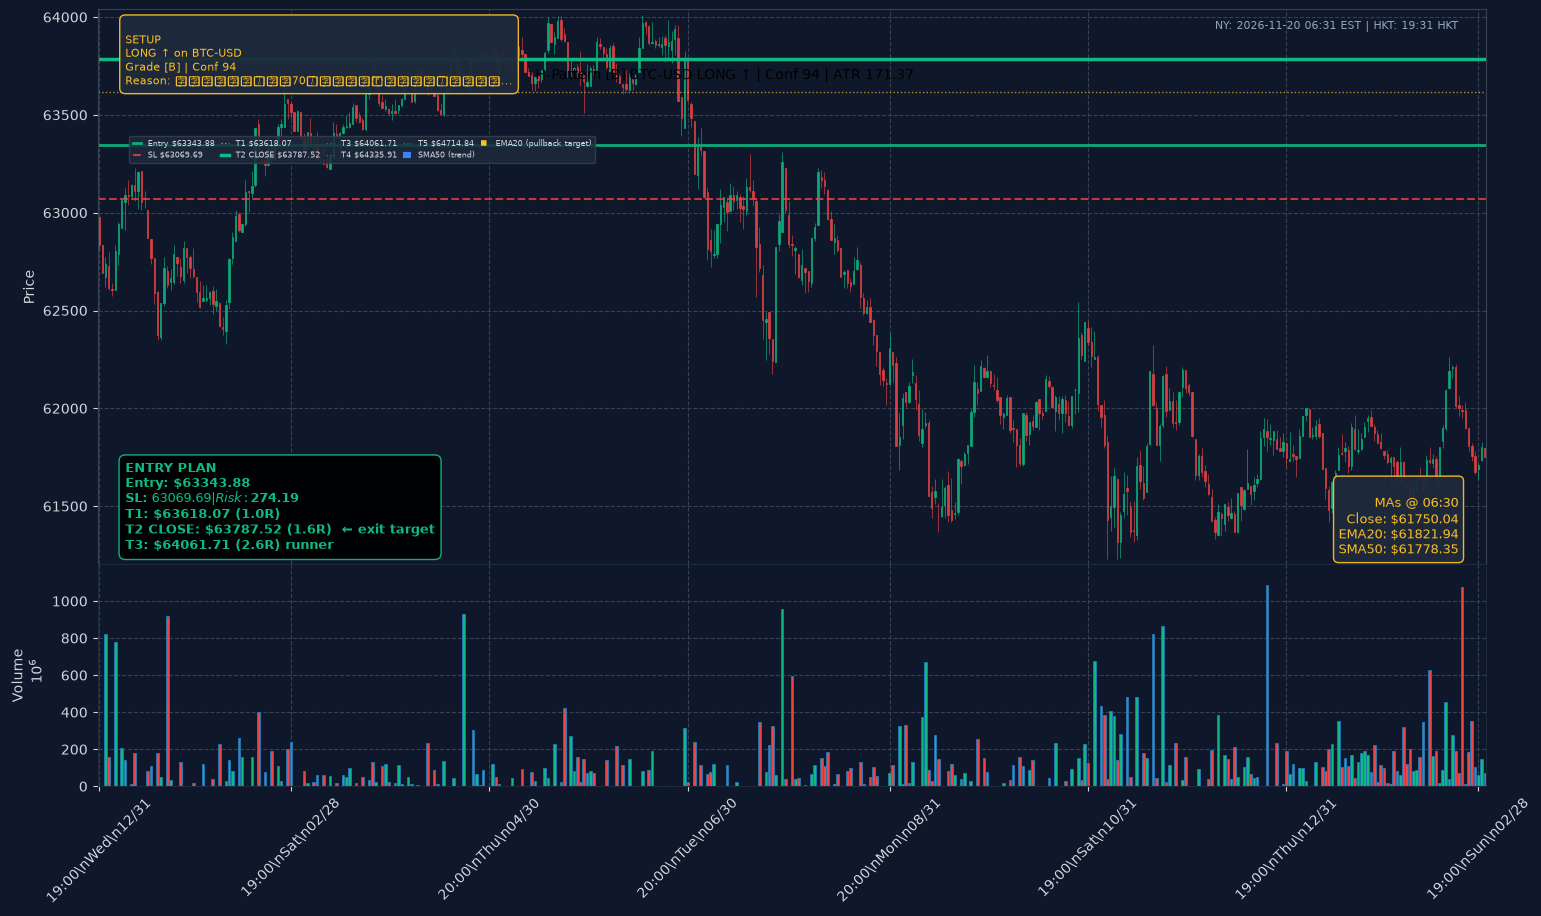 NY: 2026-11-20 06:31 EST | HKT: 19:31 HKT
SETUP
LONG ↑ on BTC-USD
Grade [B] | Conf 94
Reason:
BTC-USD LONG ↑ | Conf 94 | ATR 171.37
Entry $63343.88
T1 $63618.07
T3 $64061.71
T5 $64714.84
EMA20 (pullback target)
SL $63069.69
T2 CLOSE $63787.52
T4 $64335.91
SMA50 (trend)
64000
63500
63000
62500
62000
61500
Price
ENTRY PLAN
Entry: $63343.88
SL: 63069.69|Risk:274.19
T1: $63618.07 (1.0R)
T2 CLOSE: $63787.52 (1.6R) ← exit target
T3: $64061.71 (2.6R) runner
MAs @ 06:30
Close: $61750.04
EMA20: $61821.94
SMA50: $61778.35
1000
800
600
400
200
0
Volume
10⁶
19:00\nWed\n12/31
19:00\nSat\n02/28
20:00\nThu\n04/30
20:00\nTue\n06/30
20:00\nMon\n08/31
19:00\nSat\n10/31
19:00\nThu\n12/31
19:00\nSun\n02/28